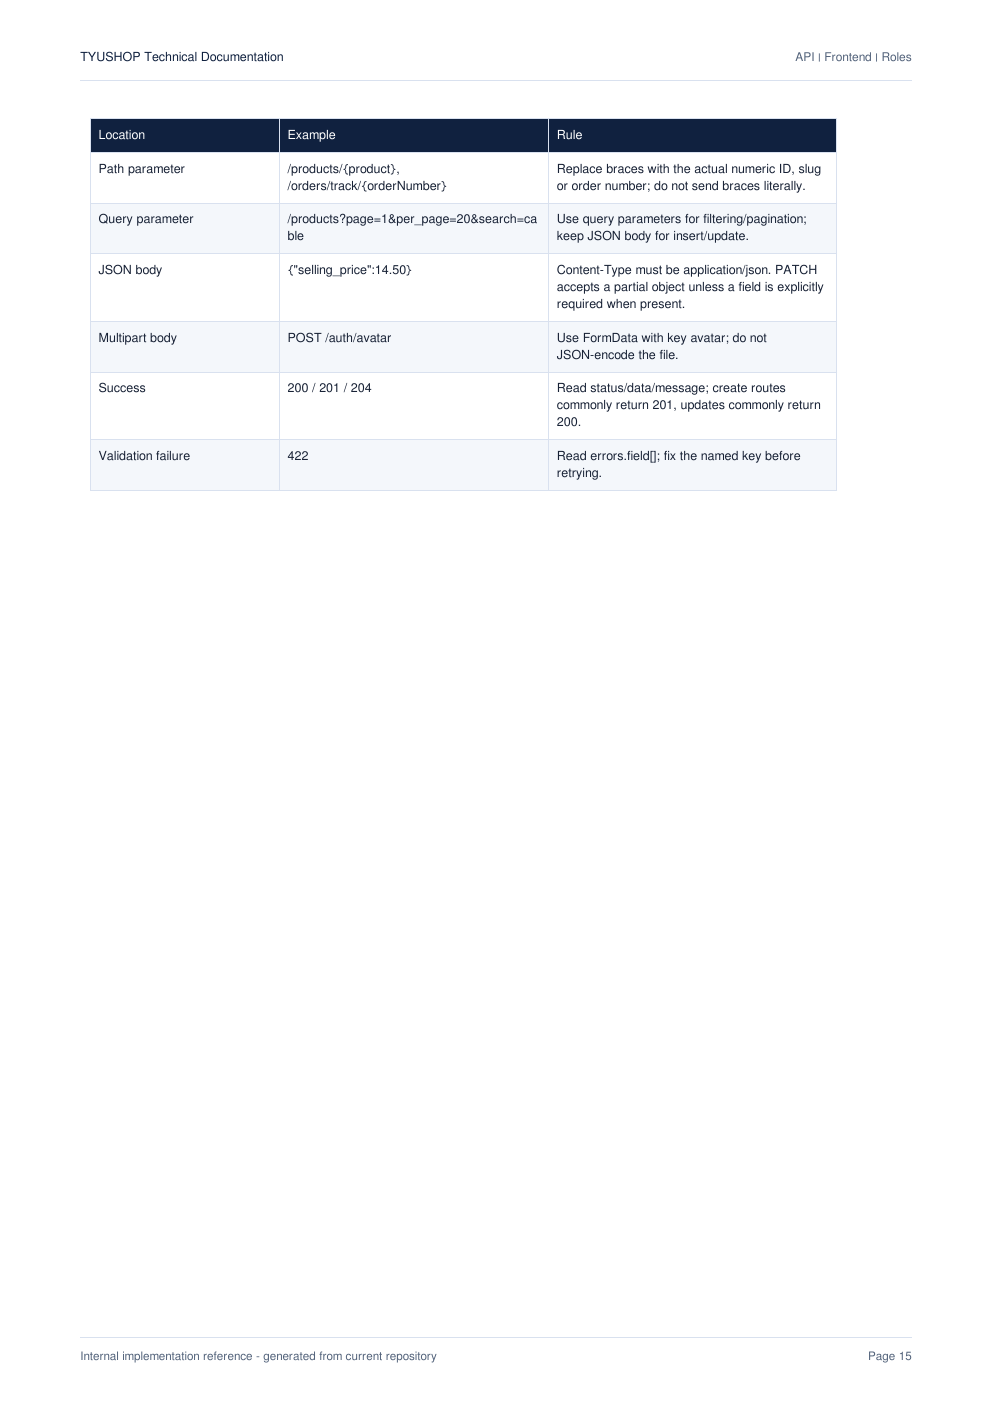 TYUSHOP Technical Documentation
API | Frontend | Roles
Location
Example
Rule
Path parameter
/products/{product},
/orders/track/{orderNumber}
Replace braces with the actual numeric ID, slug
or order number; do not send braces literally.
Query parameter
/products?page=1&per_page=20&search=ca
ble
Use query parameters for filtering/pagination;
keep JSON body for insert/update.
JSON body
{"selling_price":14.50}
Content-Type must be application/json. PATCH
accepts a partial object unless a field is explicitly
required when present.
Multipart body
POST /auth/avatar
Use FormData with key avatar; do not
JSON-encode the file.
Success
200 / 201 / 204
Read status/data/message; create routes
commonly return 201, updates commonly return
200.
Validation failure
422
Read errors.field[]; fix the named key before
retrying.
Internal implementation reference - generated from current repository
Page 15